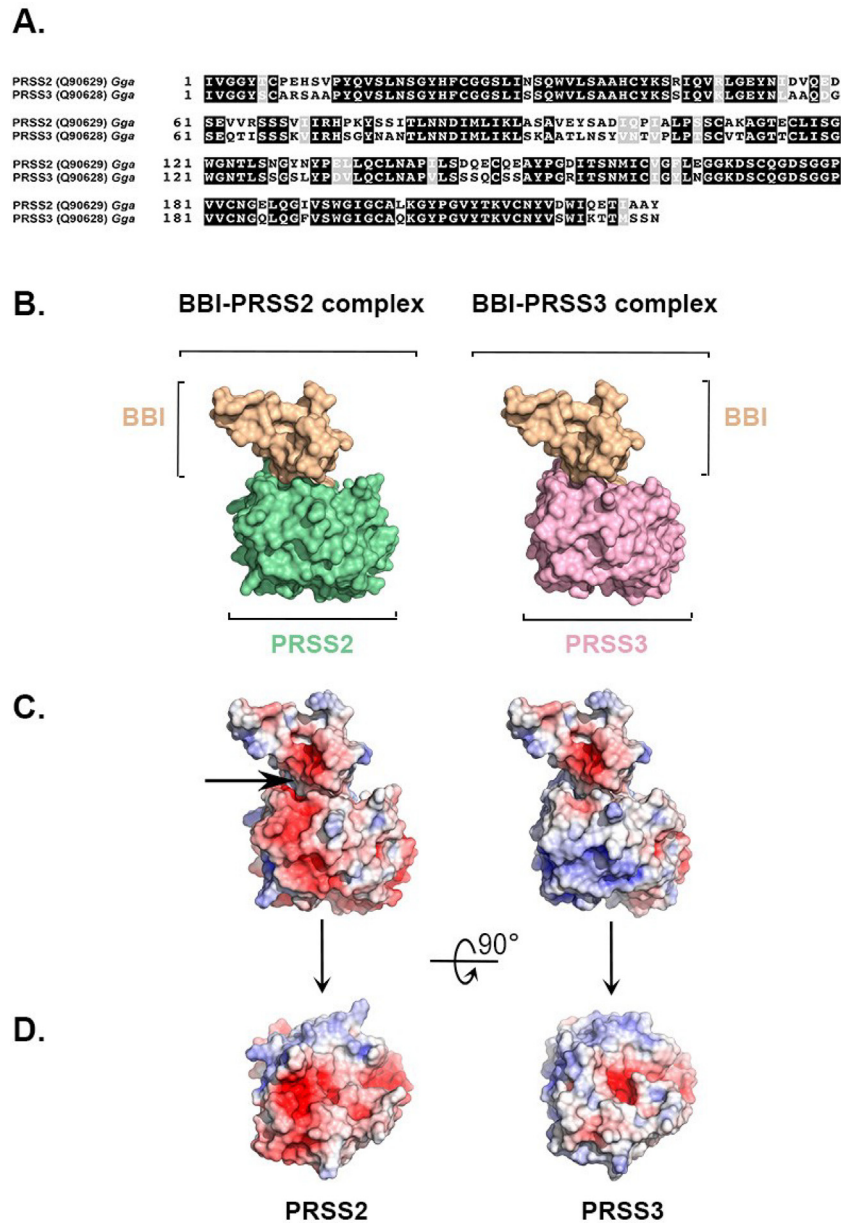 A.
PRSS2 (Q90629) Gga 1 IVGGYTCPEHSVPYQVSLNSGYHFCGGSLINSQWVLSAAHCYKSRIQVRLGEYNIDVQED
PRSS3 (Q90628) Gga 1 IVGGYSCARSAAPYQVSLNSGYHFCGGSLISSQWVLSAAHCYKSSIQVKLGEYNLAAQDG
PRSS2 (Q90629) Gga 61 SEVVRSSSVIIRHPKYSSITLNNDIMLIKLASAVEYSADIQPIALPSSCAKAGTECLISG
PRSS3 (Q90628) Gga 61 SEQTISSSKVIRHSGYNANTLNNDIMLIKLSKAATLNSYVNTVPLPTSCVTAGTTCLISG
PRSS2 (Q90629) Gga 121 WGNTLSNGYNYPELLQCLNAPILSDQECQEAYPGDITSNMICVGFLEGGKDSCQGDSGGP
PRSS3 (Q90628) Gga 121 WGNTLSSGSLYPDVLQCLNAPVLSSSQCSSAYPGRITSNMICIGYLNGGKDSCQGDSGGP
PRSS2 (Q90629) Gga 181 VVCNGELQGIVSWGIGCALKGYPGVYTKVCNYVDWIQETIAAY
PRSS3 (Q90628) Gga 181 VVCNGQLQGFVSWGIGCAQKGYPGVYTKVCNYVSWIKTTMSSN
B.
BBI-PRSS2 complex
BBI-PRSS3 complex
BBI
BBI
PRSS2
PRSS3
C.
90°
D.
PRSS2
PRSS3